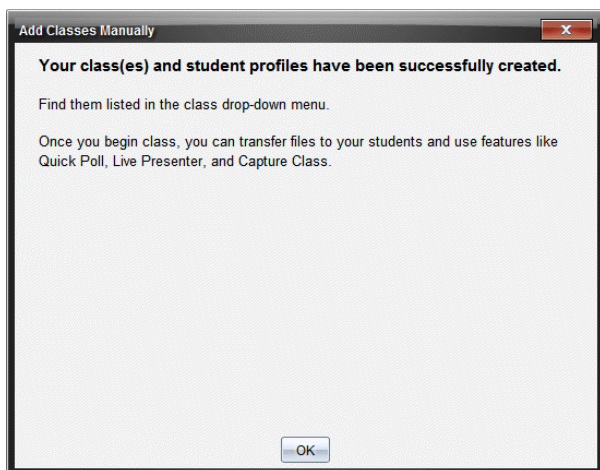 Add Classes Manually
X
Your class(es) and student profiles have been successfully created.
Find them listed in the class drop-down menu.
Once you begin class, you can transfer files to your students and use features like
Quick Poll, Live Presenter, and Capture Class.
OK